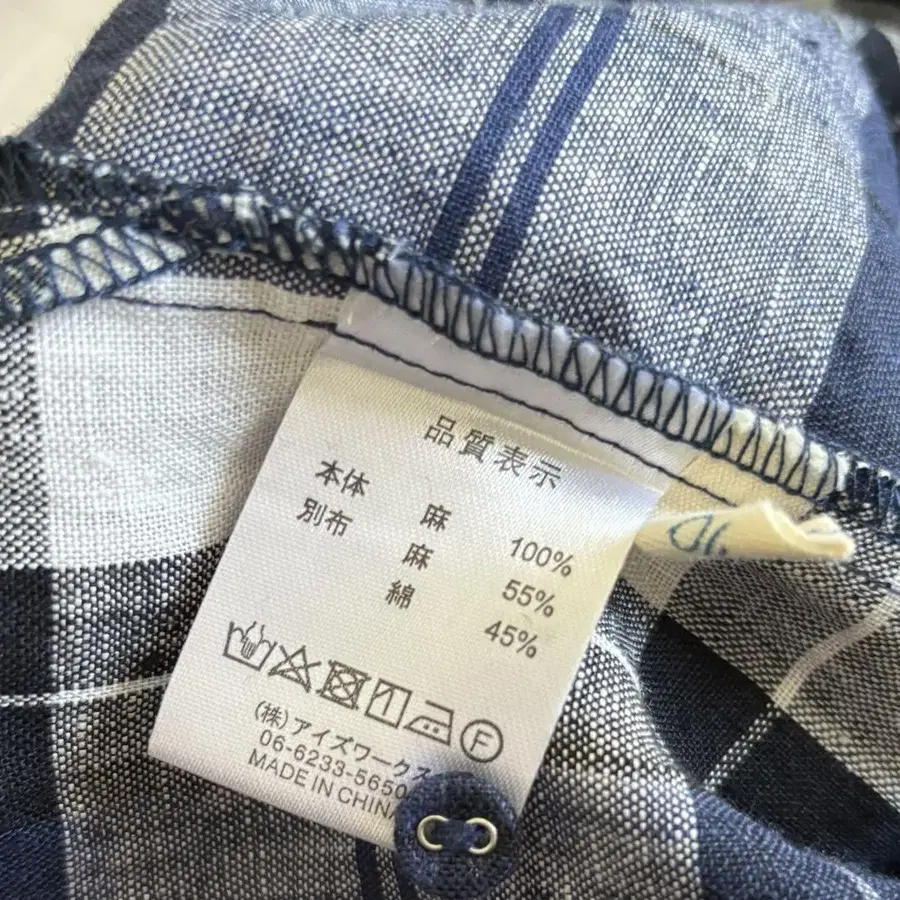 品質表示
本体 麻 100%
別布 麻 55%
綿 45%
F
(株)アイズワークス
06-6233-5650
MADE IN CHINA